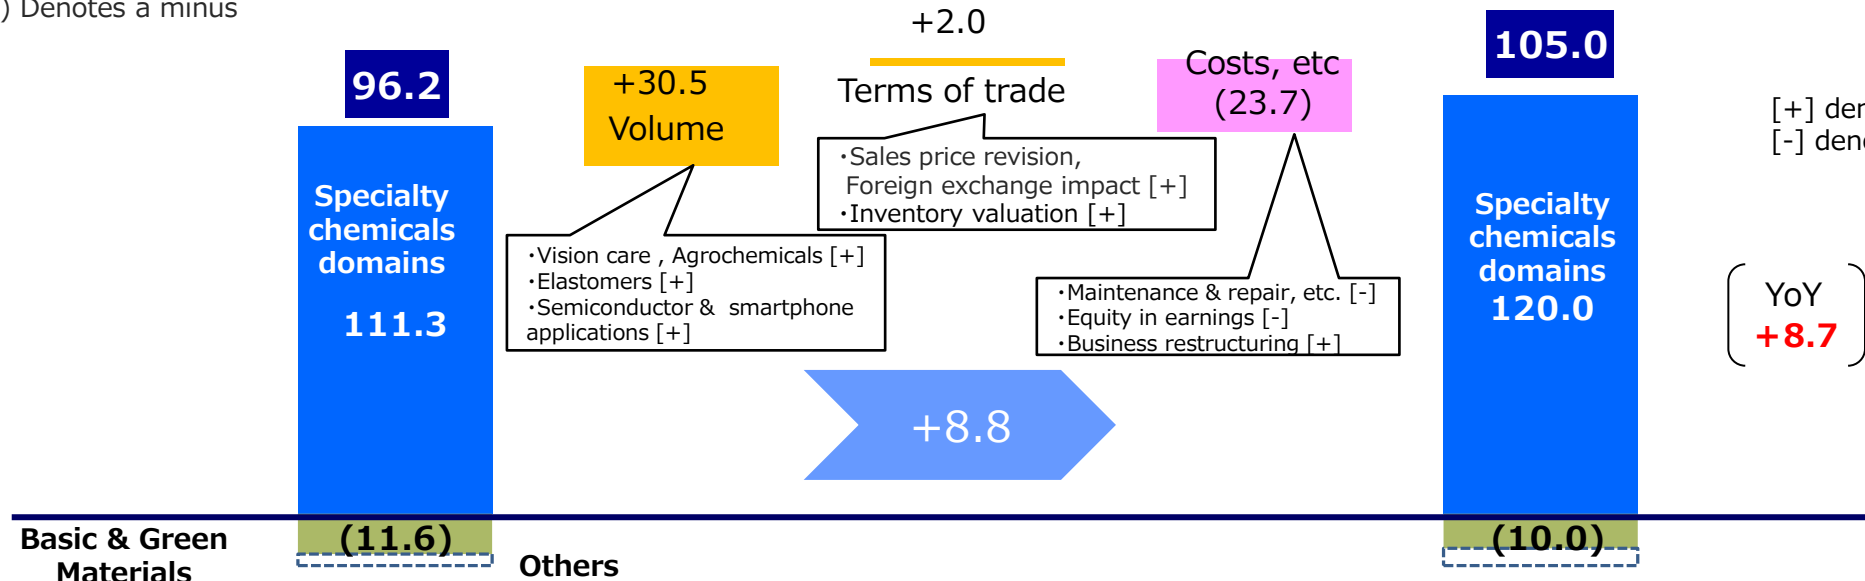 ) Denotes a minus
96.2
Specialty
chemicals
domains
111.3
(11.6)
Basic & Green
Materials
Others
+30.5
Volume
・Vision care , Agrochemicals [+]
・Elastomers [+]
・Semiconductor & smartphone
applications [+]
+2.0
Terms of trade
・Sales price revision,
Foreign exchange impact [+]
・Inventory valuation [+]
Costs, etc
(23.7)
・Maintenance & repair, etc. [-]
・Equity in earnings [-]
・Business restructuring [+]
+8.8
105.0
Specialty
chemicals
domains
120.0
(10.0)
[+] den
[-] deno
YoY
+8.7